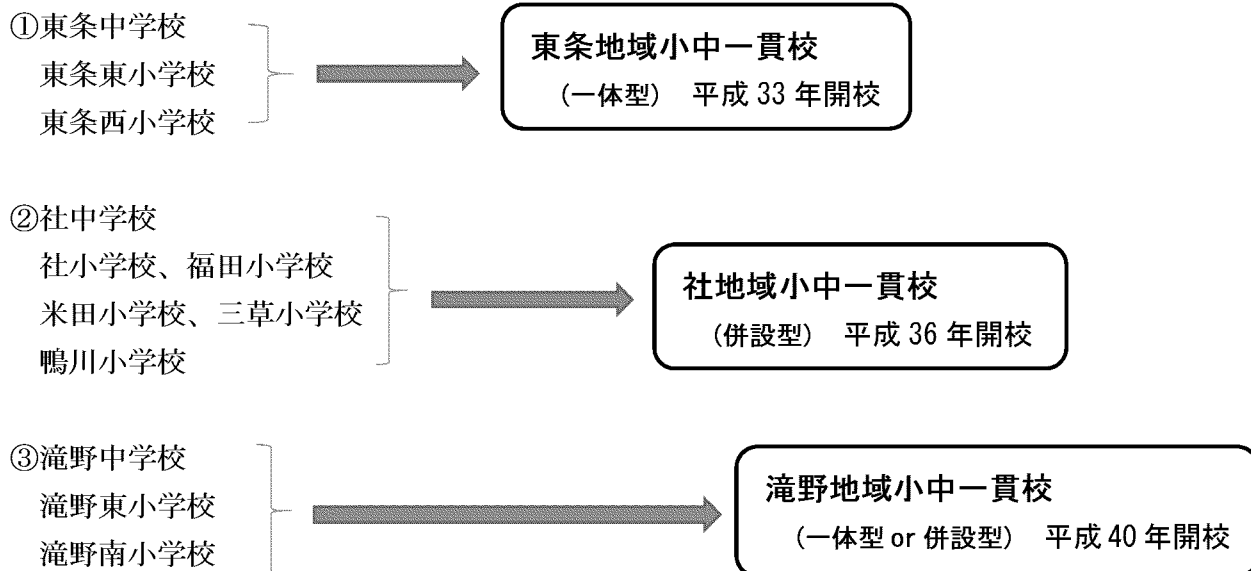 ①東条中学校
東条東小学校
東条西小学校
東条地域小中一貫校
(一体型) 平成 33 年開校
②社中学校
社小学校、福田小学校
米田小学校、三草小学校
鴨川小学校
社地域小中一貫校
(併設型) 平成 36 年開校
③滝野中学校
滝野東小学校
滝野南小学校
滝野地域小中一貫校
(一体型 or 併設型) 平成 40 年開校